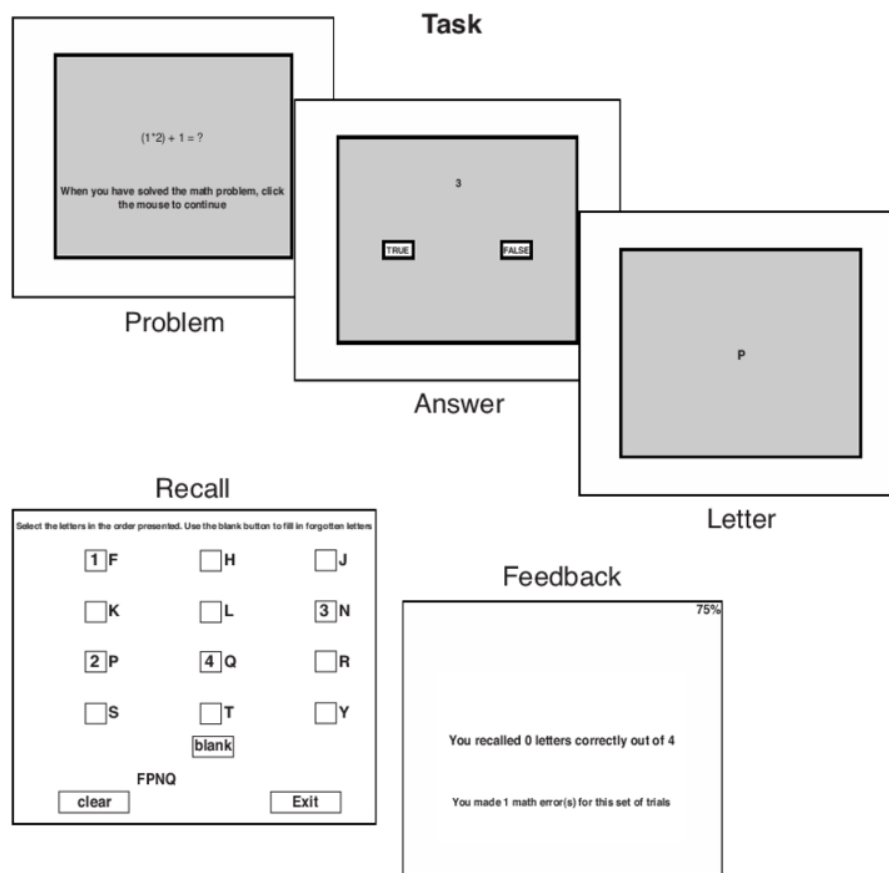 Task
(1*2) + 1 = ?
When you have solved the math problem, click
the mouse to continue
Problem
3
TRUE
FALSE
Answer
P
Letter
Recall
Select the letters in the order presented. Use the blank button to fill in forgotten letters
1 F
H
J
K
L
3 N
2 P
4 Q
R
S
T
Y
blank
FPNQ
clear
Exit
Feedback
75%
You recalled 0 letters correctly out of 4
You made 1 math error(s) for this set of trials